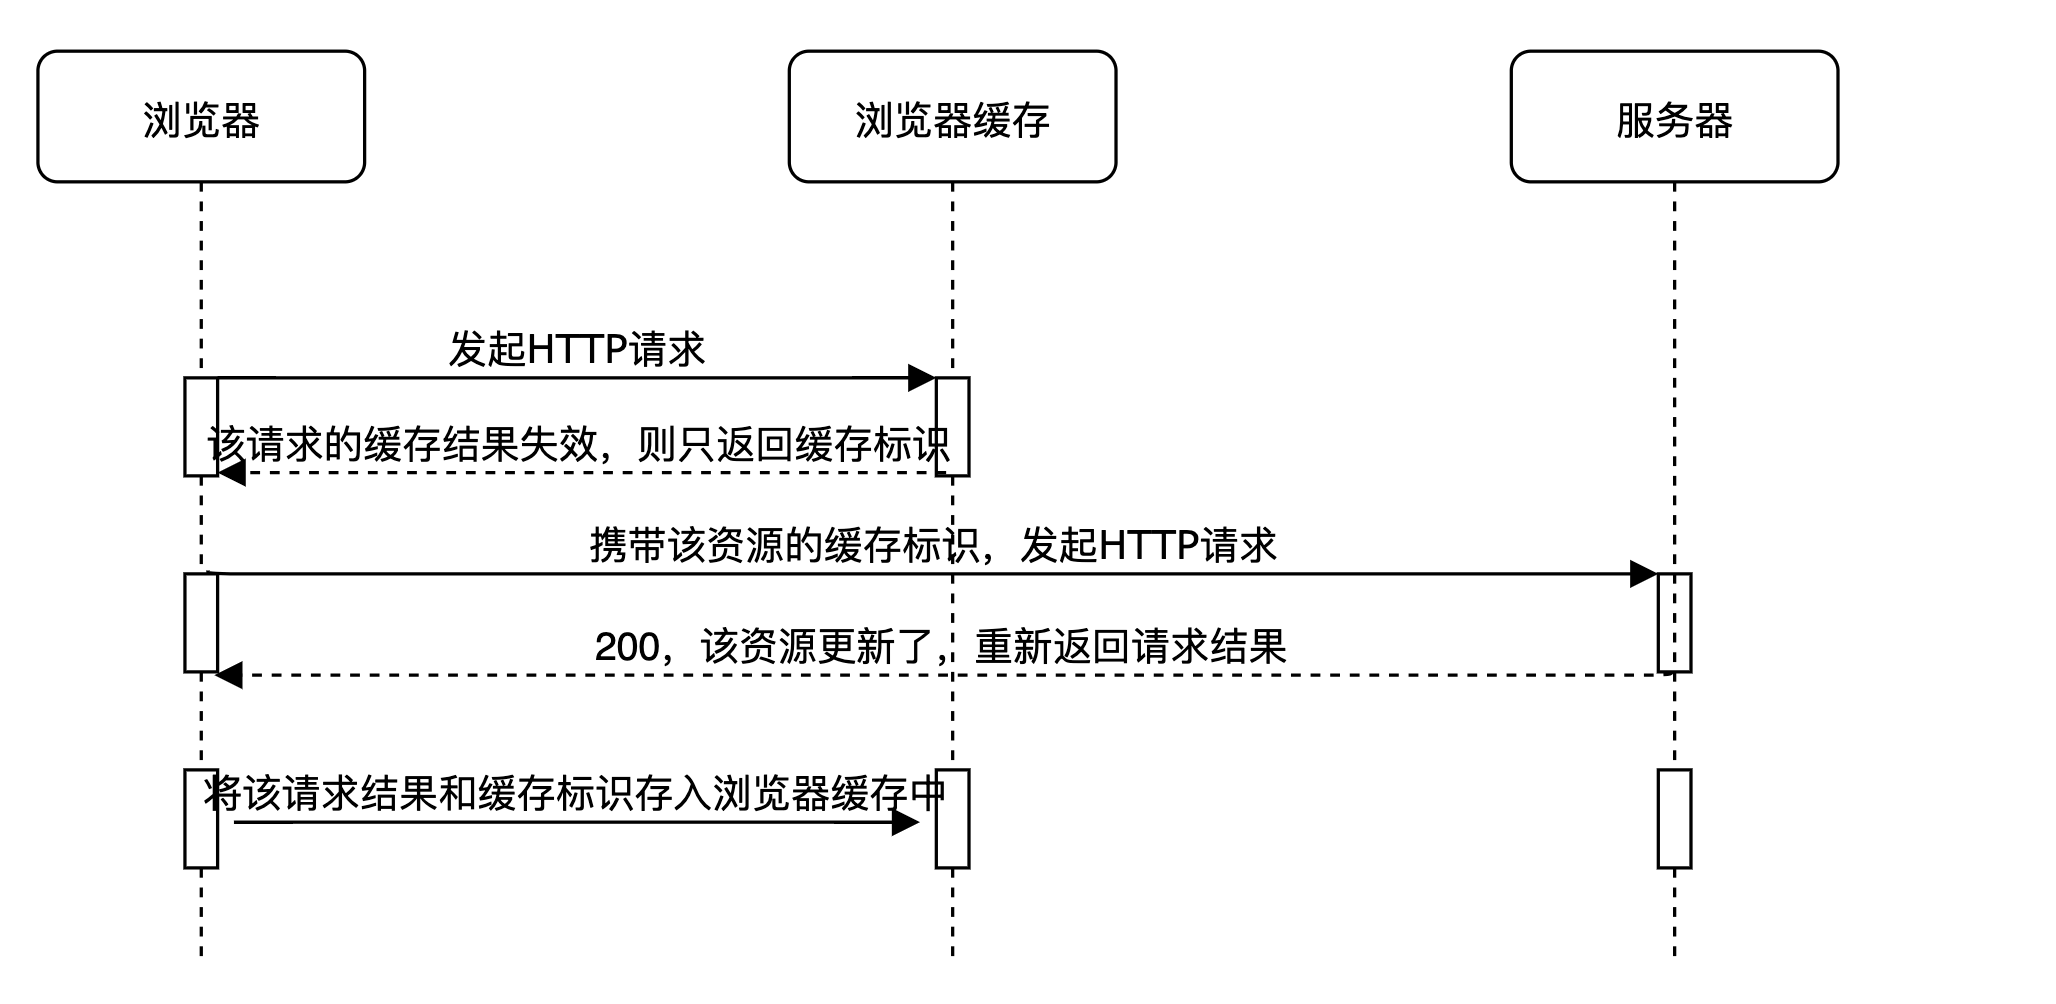 浏览器
浏览器缓存
服务器
发起HTTP请求
该请求的缓存结果失效，则只返回缓存标识
携带该资源的缓存标识，发起HTTP请求
200，该资源更新了，重新返回请求结果
将该请求结果和缓存标识存入浏览器缓存中